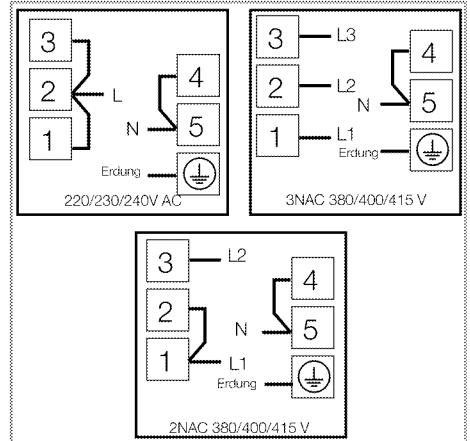 3
2
L
1
4
N
5
Erdung
220/230/240V AC
3
L3
2
L2
1
L1
4
N
5
Erdung
3NAC 380/400/415 V
3
L2
2
1
L1
4
N
5
Erdung
2NAC 380/400/415 V